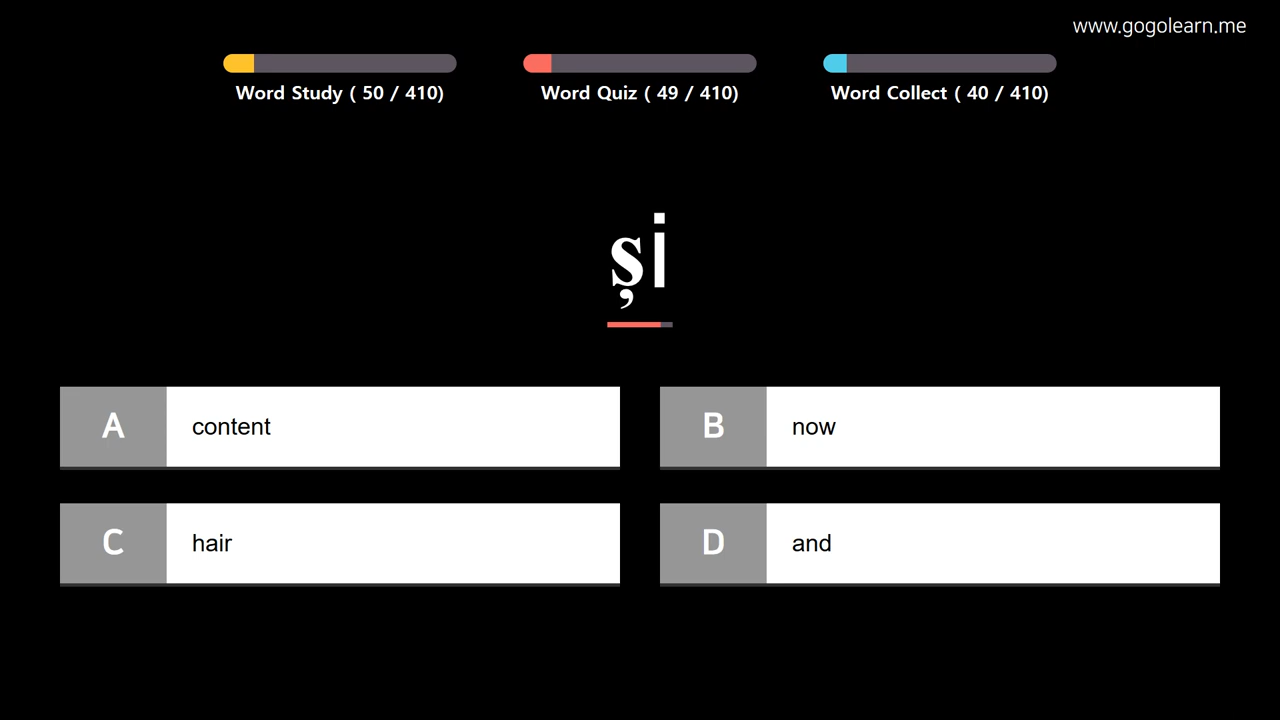 www.gogolearn.me
Word Study ( 50 / 410)
Word Quiz ( 49 / 410)
Word Collect ( 40 / 410)
și
A content
B now
C hair
D and